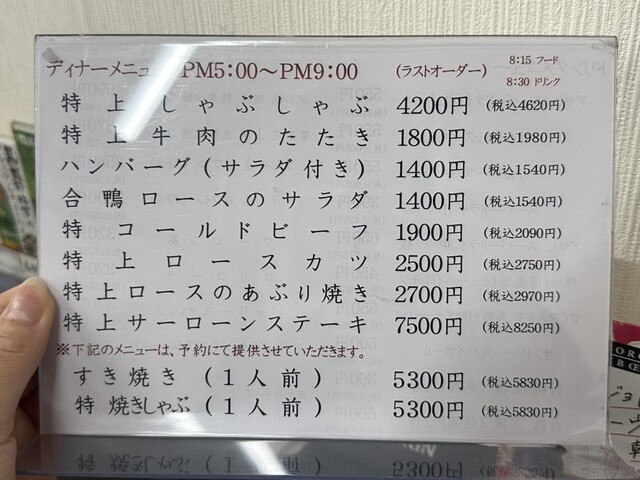 ディナーメニュー PM5:00～PM9:00 (ラストオーダー) 8:15 フード
8:30 ドリンク
特上しゃぶしゃぶ 4200円 (税込4620円)
特上牛肉のたたき 1800円 (税込1980円)
ハンバーグ(サラダ付き) 1400円 (税込1540円)
合鴨ロースのサラダ 1400円 (税込1540円)
特コールドビーフ 1900円 (税込2090円)
特上ロースカツ 2500円 (税込2750円)
特上ロースのあぶり焼き 2700円 (税込2970円)
特上サーローンステーキ 7500円 (税込8250円)
※下記のメニューは、予約にて提供させていただきます。
すき焼き (1人前) 5300円 (税込5830円)
特 焼きしゃぶ (1人前) 5300円 (税込5830円)